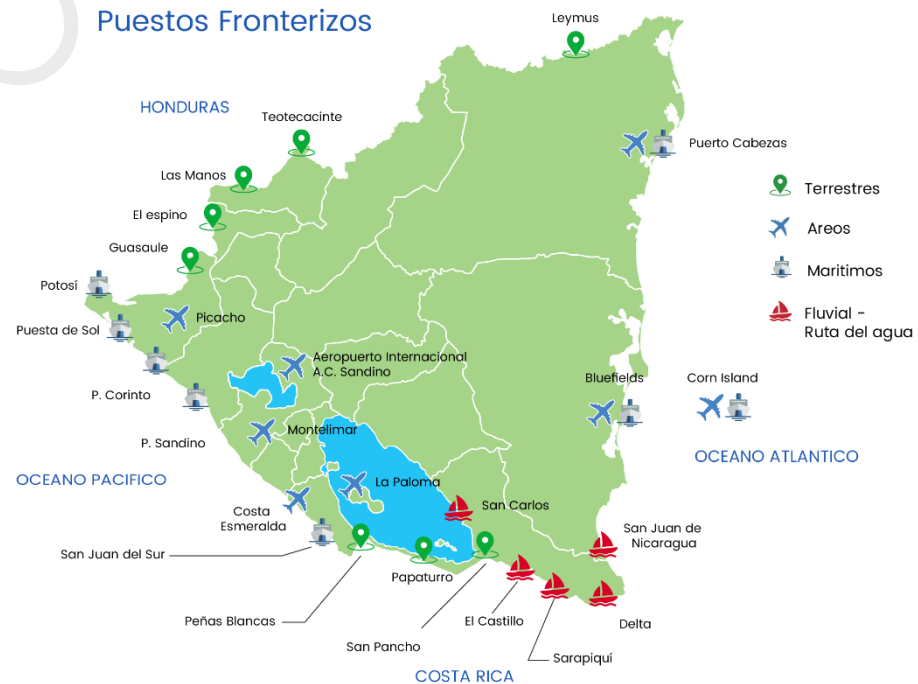 Puestos Fronterizos
Leymus
HONDURAS
Teotecacinte
Puerto Cabezas
Las Manos
Terrestres
El espino
Areos
Guasaule
Maritimos
Potosí
Fluvial -
Ruta del agua
Picacho
Puesta de Sol
Aeropuerto Internacional
A.C. Sandino
Bluefields
Corn Island
P. Corinto
Montelimar
P. Sandino
OCEANO ATLANTICO
OCEANO PACIFICO
La Paloma
San Carlos
Costa
Esmeralda
San Juan de
Nicaragua
San Juan del Sur
Papaturro
Peñas Blancas
El Castillo
Delta
San Pancho
Sarapiquí
COSTA RICA